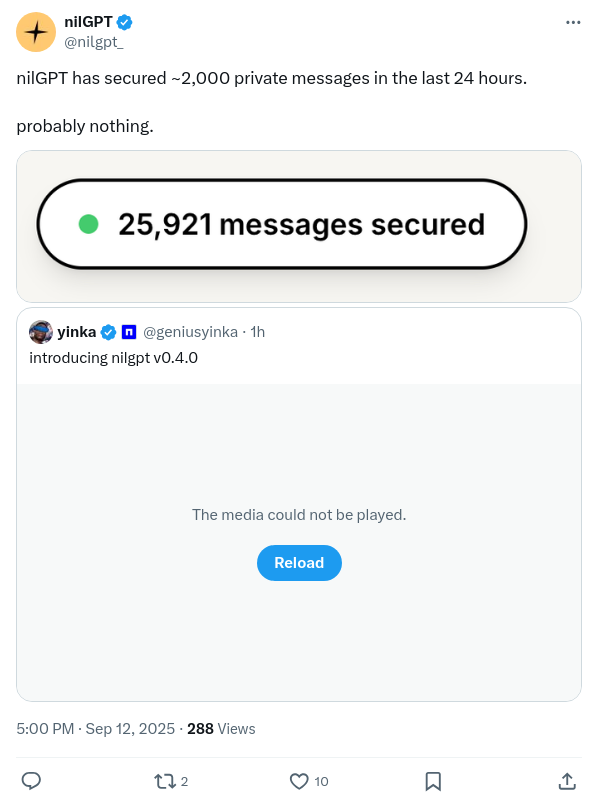 nilGPT
@nilgpt_
nilGPT has secured ~2,000 private messages in the last 24 hours.
probably nothing.
25,921 messages secured
yinka @geniusyinka · 1h
introducing nilgpt v0.4.0
The media could not be played.
Reload
5:00 PM · Sep 12, 2025 · 288 Views
2
10